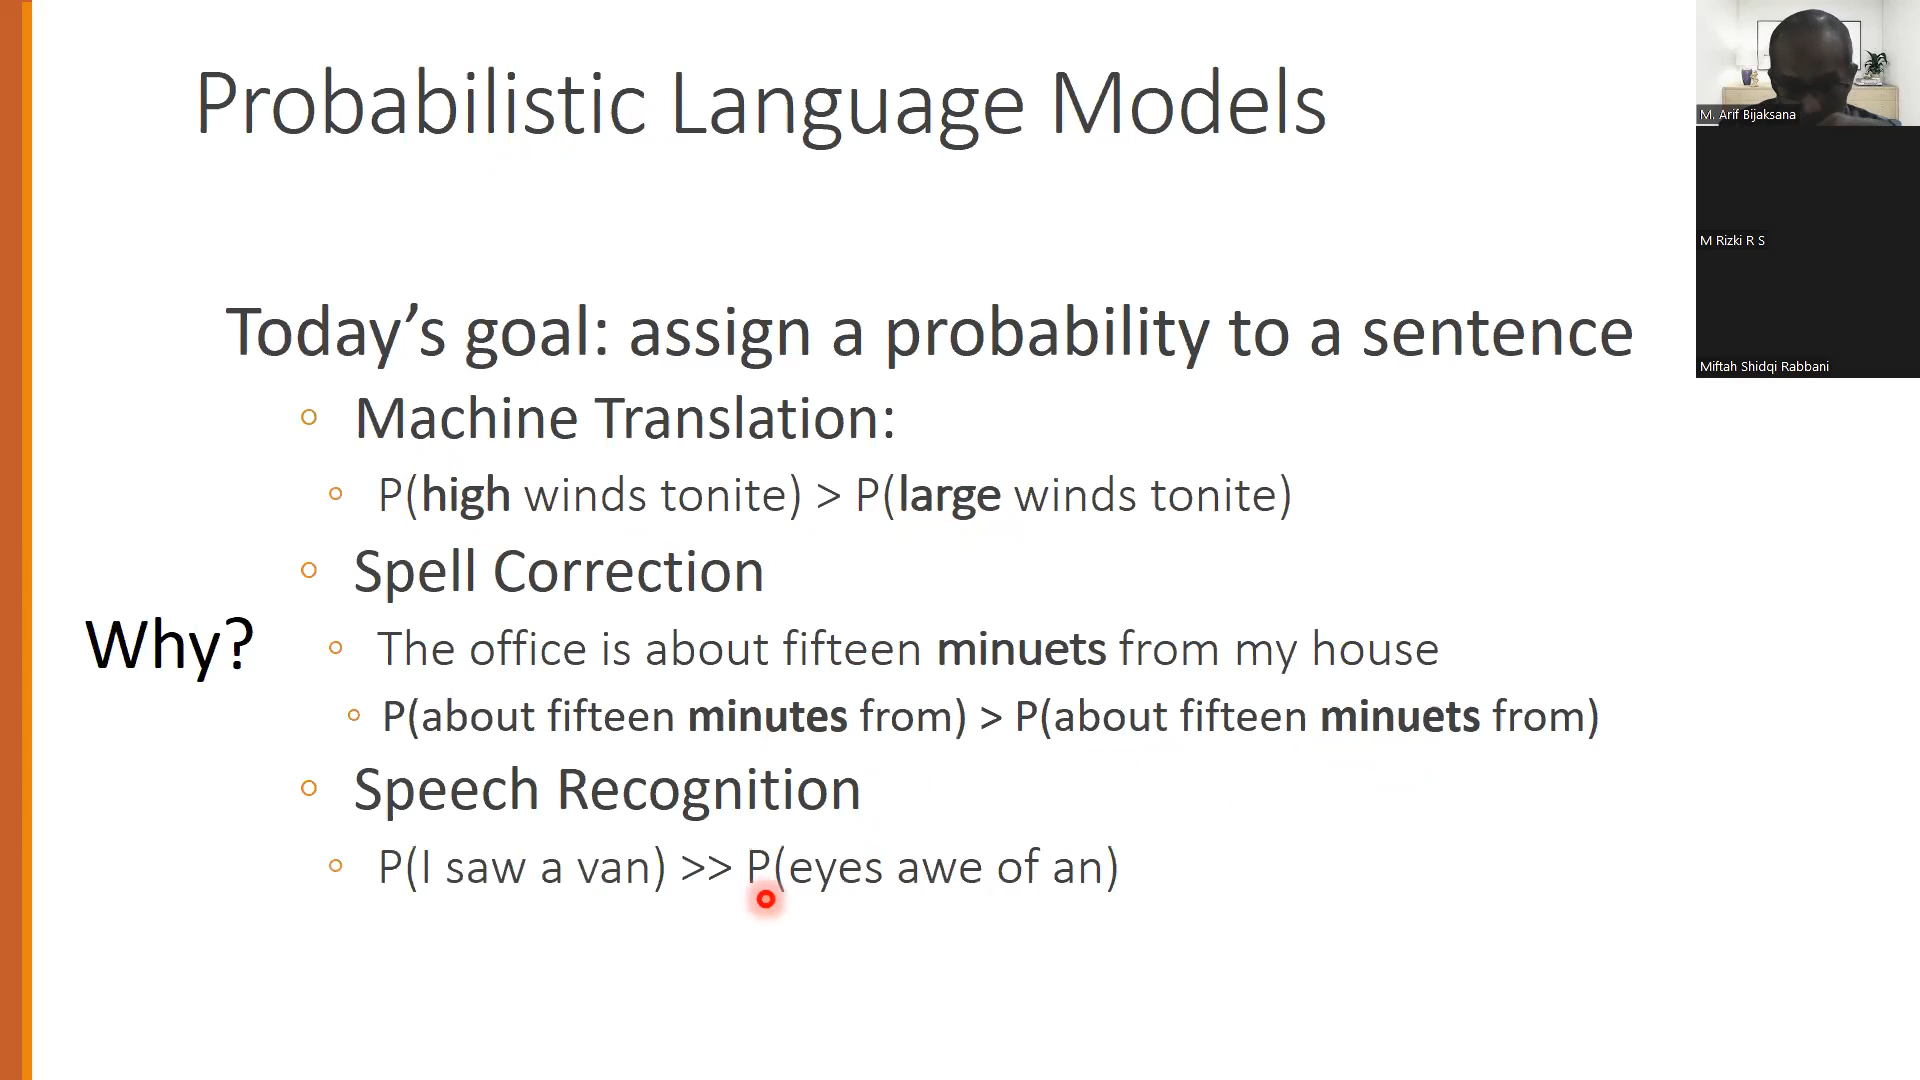 Probabilistic Language Models
Today’s goal: assign a probability to a sentence
◦ Machine Translation:
◦ P(high winds tonite) > P(large winds tonite)
◦ Spell Correction
Why?
◦ The office is about fifteen minuets from my house
◦ P(about fifteen minutes from) > P(about fifteen minuets from)
◦ Speech Recognition
◦ P(I saw a van) >> P(eyes awe of an)
M. Arif Bijaksana
M Rizki R S
Miftah Shidqi Rabbani